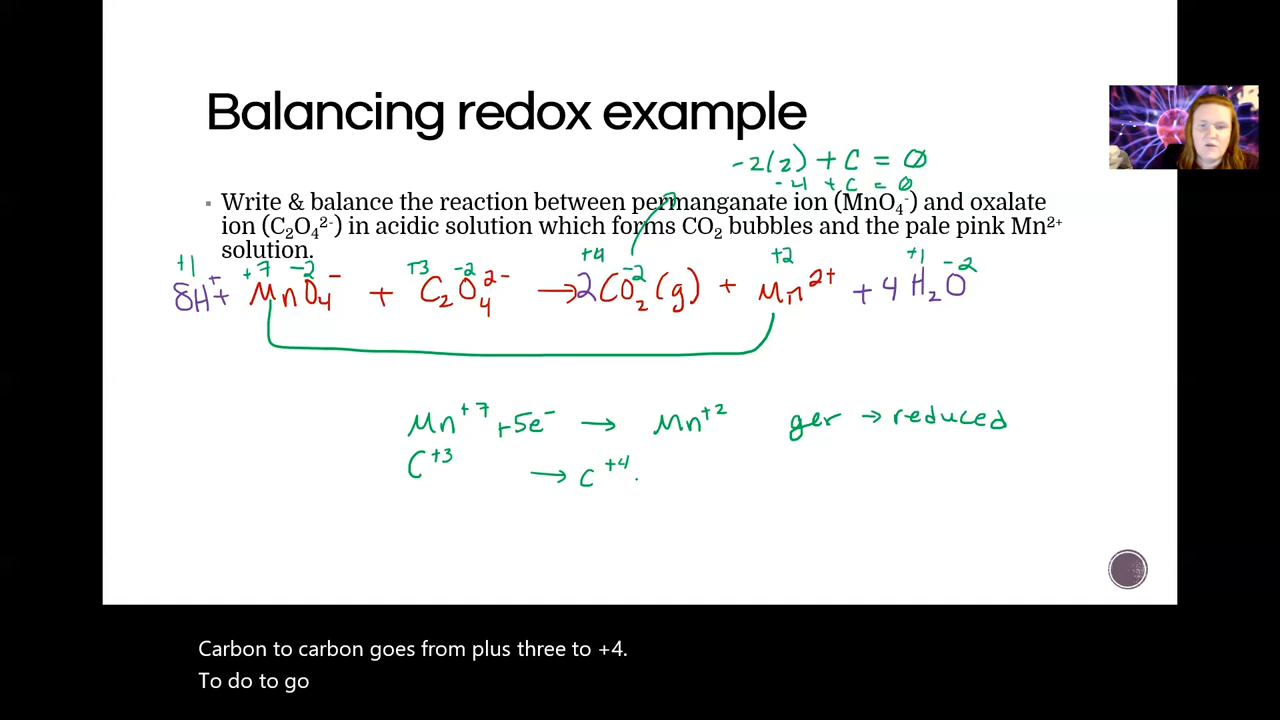 Balancing redox example
-2(2) + C = 0
-4 + C = 0
▪ Write & balance the reaction between permanganate ion (MnO₄⁻) and oxalate
ion (C₂O₄²⁻) in acidic solution which forms CO₂ bubbles and the pale pink Mn²⁺
solution.
+1 +7 -2 +3 -2 +4 -2 +2 +1 -2
8H⁺ + MnO₄⁻ + C₂O₄²⁻ → 2CO₂(g) + Mn²⁺ + 4H₂O
Mn⁺⁷ + 5e⁻ → Mn⁺² ger → reduced
C⁺³ → C⁺⁴
Carbon to carbon goes from plus three to +4.
To do to go